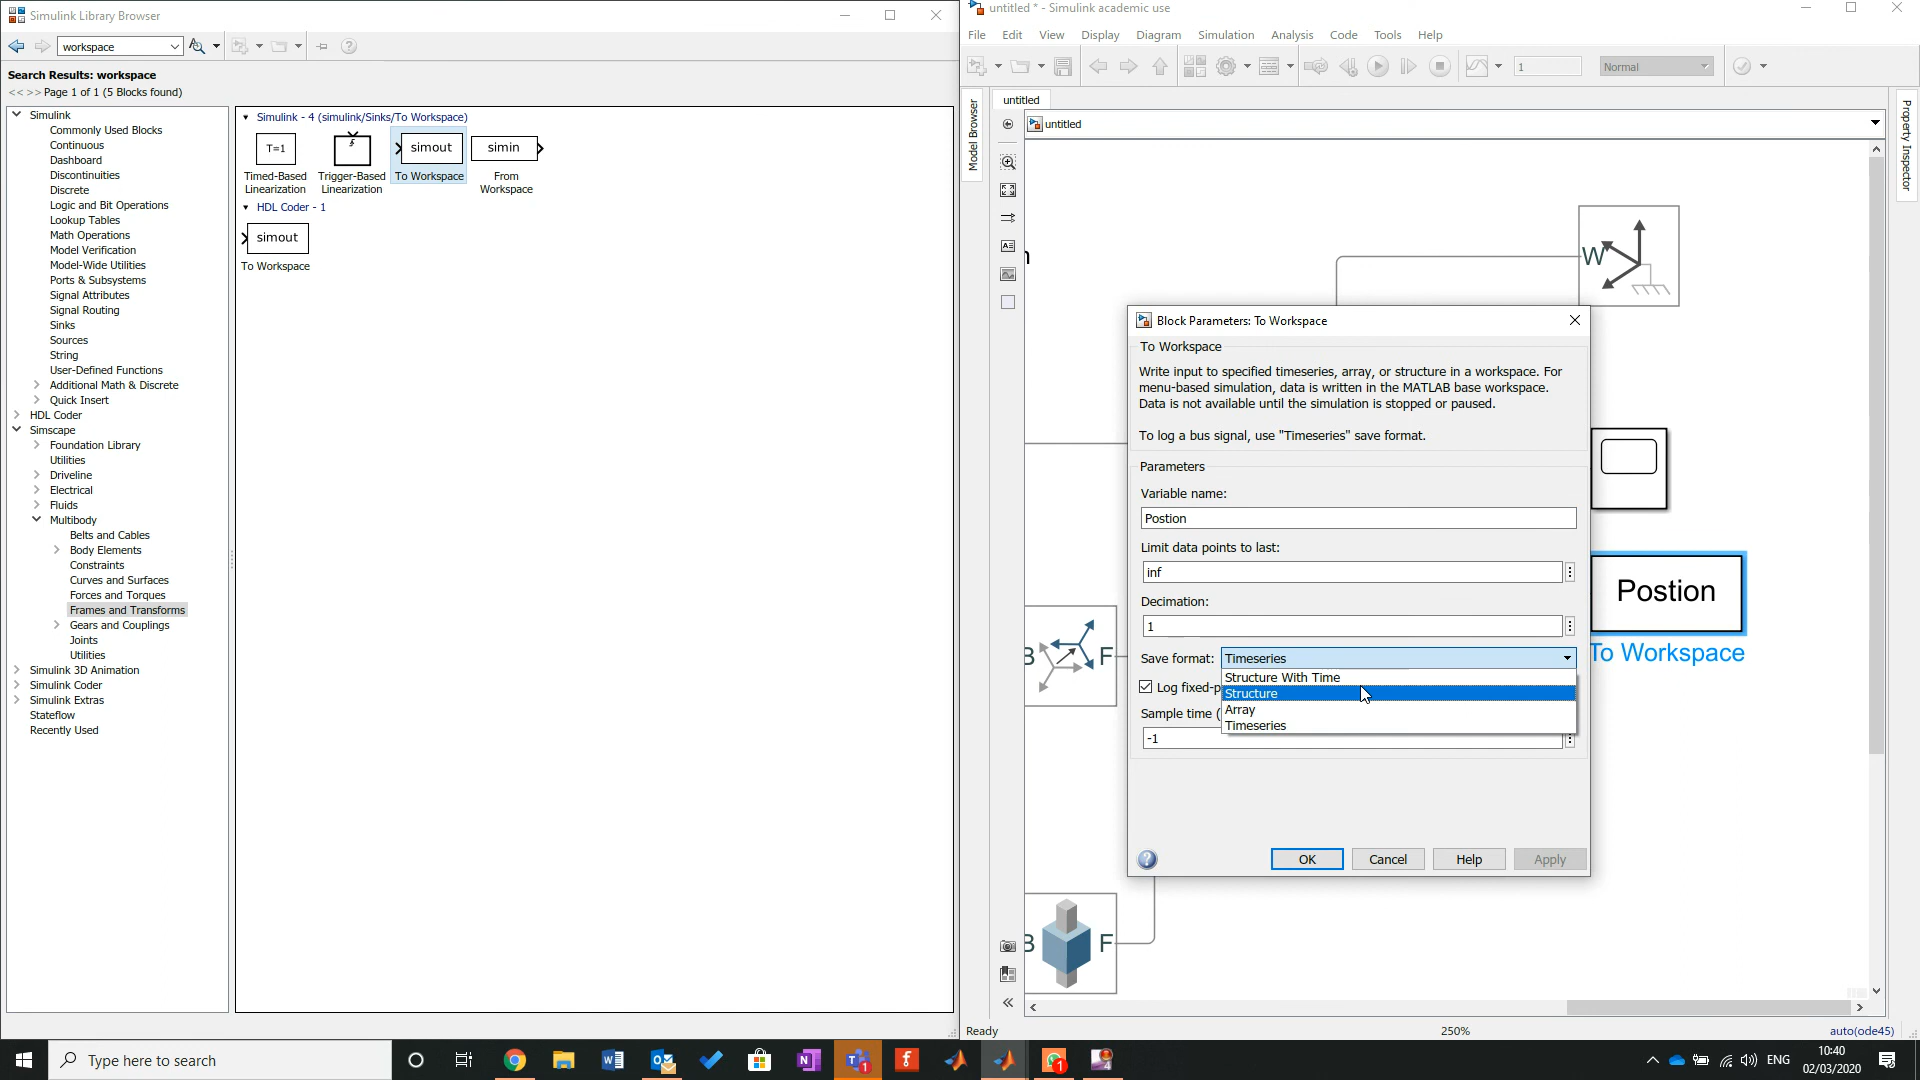 Simulink Library Browser
workspace
Search Results: workspace
<< >> Page 1 of 1 (5 Blocks found)
Simulink
Commonly Used Blocks
Continuous
Dashboard
Discontinuities
Discrete
Logic and Bit Operations
Lookup Tables
Math Operations
Model Verification
Model-Wide Utilities
Ports & Subsystems
Signal Attributes
Signal Routing
Sinks
Sources
String
User-Defined Functions
Additional Math & Discrete
Quick Insert
HDL Coder
Simscape
Foundation Library
Utilities
Driveline
Electrical
Fluids
Multibody
Belts and Cables
Body Elements
Constraints
Curves and Surfaces
Forces and Torques
Frames and Transforms
Gears and Couplings
Joints
Utilities
Simulink 3D Animation
Simulink Coder
Simulink Extras
Stateflow
Recently Used
Simulink - 4 (simulink/Sinks/To Workspace)
T=1
simout
simin
Timed-Based Linearization
Trigger-Based Linearization
To Workspace
From Workspace
HDL Coder - 1
simout
To Workspace
untitled * - Simulink academic use
File Edit View Display Diagram Simulation Analysis Code Tools Help
1
Normal
Model Browser
untitled
untitled
Property Inspector
W
Block Parameters: To Workspace
To Workspace
Write input to specified timeseries, array, or structure in a workspace. For
menu-based simulation, data is written in the MATLAB base workspace.
Data is not available until the simulation is stopped or paused.
To log a bus signal, use "Timeseries" save format.
Parameters
Variable name:
Postion
Limit data points to last:
inf
Decimation:
1
Save format: Timeseries
Structure With Time
Log fixed-p
Structure
Array
Sample time (
Timeseries
-1
OK Cancel Help Apply
Postion
To Workspace
B F
B F
Ready
250%
auto(ode45)
Type here to search
ENG
10:40
02/03/2020